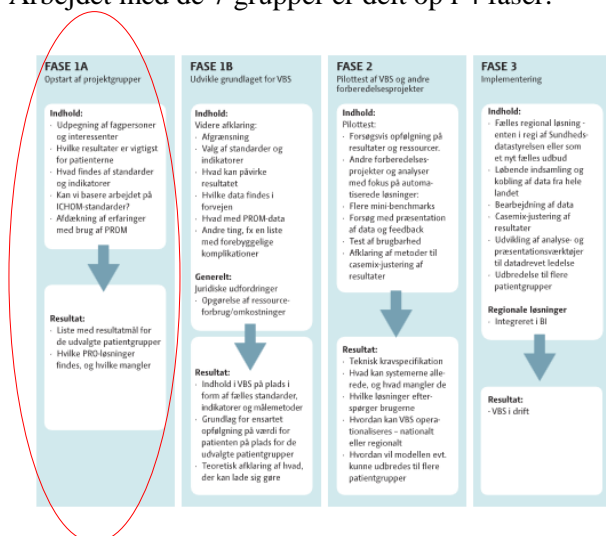 Arbejdet med de 7 grupper er delt op i 4 faser:
FASE 1A
Opstart af projektgrupper
Indhold:
· Udpegning af fagpersoner
og interessenter
· Hvilke resultater er vigtigst
for patienterne
· Hvad findes af standarder
og indikatorer
· Kan vi basere arbejdet på
ICHOM-standarder?
· Afdækning af erfaringer
med brug af PROM
Resultat:
· Liste med resultatmål for
de udvalgte patientgrupper
· Hvilke PRO-løsninger
findes, og hvilke mangler
FASE 1B
Udvikle grundlaget for VBS
Indhold:
Videre afklaring:
· Afgrænsning
· Valg af standarder og
indikatorer
· Hvad kan påvirke
resultatet
· Hvilke data findes i
forvejen
· Hvad med PROM-data
· Andre ting, fx en liste
med forebyggelige
komplikationer
Generelt:
Juridiske udfordringer
· Opgørelse af ressource-
forbrug/omkostninger
Resultat:
· Indhold i VBS på plads i
form af fælles standarder,
indikatorer og målemetoder
· Grundlag for ensartet
opfølgning på værdi for
patienten på plads for de
udvalgte patientgrupper
· Teoretisk afklaring af hvad,
der kan lade sig gøre
FASE 2
Pilottest af VBS og andre
forberedelsesprojekter
Indhold:
Pilottest:
· Forsøgsvis opfølgning på
resultater og ressourcer.
· Andre forberedelses-
projekter og analyser
med fokus på automa-
tiserede løsninger:
· Flere mini-benchmarks
· Forsøg med præsentation
af data og feedback
· Test af brugbarhed
· Afklaring af metoder til
casemix-justering af
resultater
Resultat:
· Teknisk kravspecifikation
· Hvad kan systemerne alle-
rede, og hvad mangler de
· Hvilke løsninger efter-
spørger brugerne
· Hvordan kan VBS opera-
tionaliseres – nationalt
eller regionalt
· Hvordan vil modellen evt.
kunne udbredes til flere
patientgrupper
FASE 3
Implementering
Indhold:
· Fælles regional løsning -
enten i regi af Sundheds-
datastyrelsen eller som
et nyt fælles udbud
· Løbende indsamling og
kobling af data fra hele
landet
· Bearbejdning af data
· Casemix-justering af
resultater
· Udvikling af analyse- og
præsentationsværktøjer
til datadrevet ledelse
· Udbredelse til flere
patientgrupper
Regionale løsninger
· Integreret i BI
Resultat:
· VBS i drift